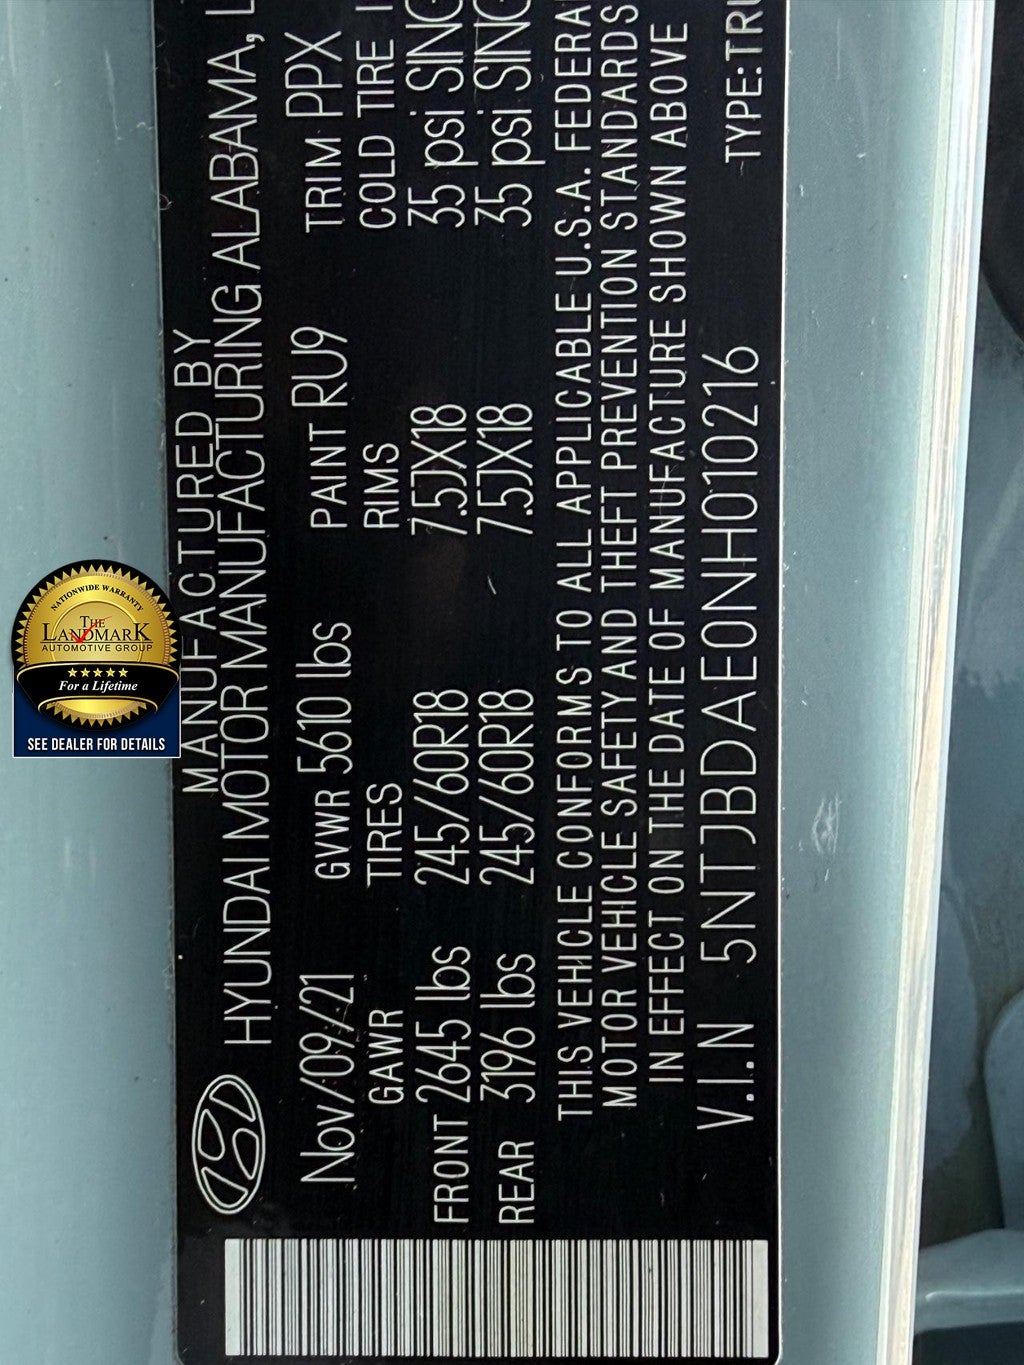 MANUFACTURED BY
HYUNDAI MOTOR MANUFACTURING ALABAMA,
Nov/09/21 GVWR 5610 lbs PAINT RU9 TRIM PPX
GAWR TIRES RIMS COLD TIRE
FRONT 2645 lbs 245/60R18 7.5JX18 35 psi SING
REAR 3196 lbs 245/60R18 7.5JX18 35 psi SING
THIS VEHICLE CONFORMS TO ALL APPLICABLE U.S.A. FEDERA
MOTOR VEHICLE SAFETY AND THEFT PREVENTION STANDARDS
IN EFFECT ON THE DATE OF MANUFACTURE SHOWN ABOVE
V.I.N 5NTJBDAE0NH010216 TYPE:TRU
NATIONWIDE WARRANTY
THE
LANDMARK
AUTOMOTIVE GROUP
For a Lifetime
SEE DEALER FOR DETAILS